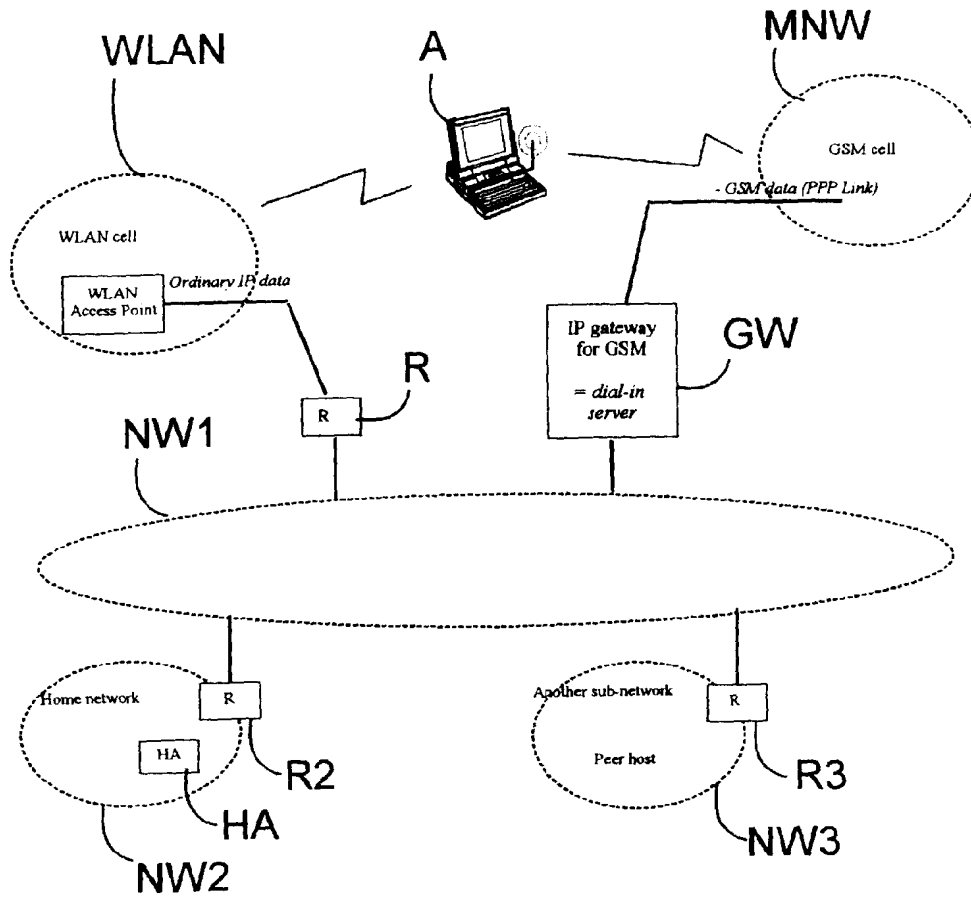 WLAN
A
MNW
GSM cell
- GSM data (PPP Link)
WLAN cell
Ordinary IP data
WLAN
Access Point
IP gateway
for GSM
= dial-in
server
GW
R
R
NW1
Home network
R
HA
R2
HA
NW2
Another sub-network
R
Peer host
R3
NW3